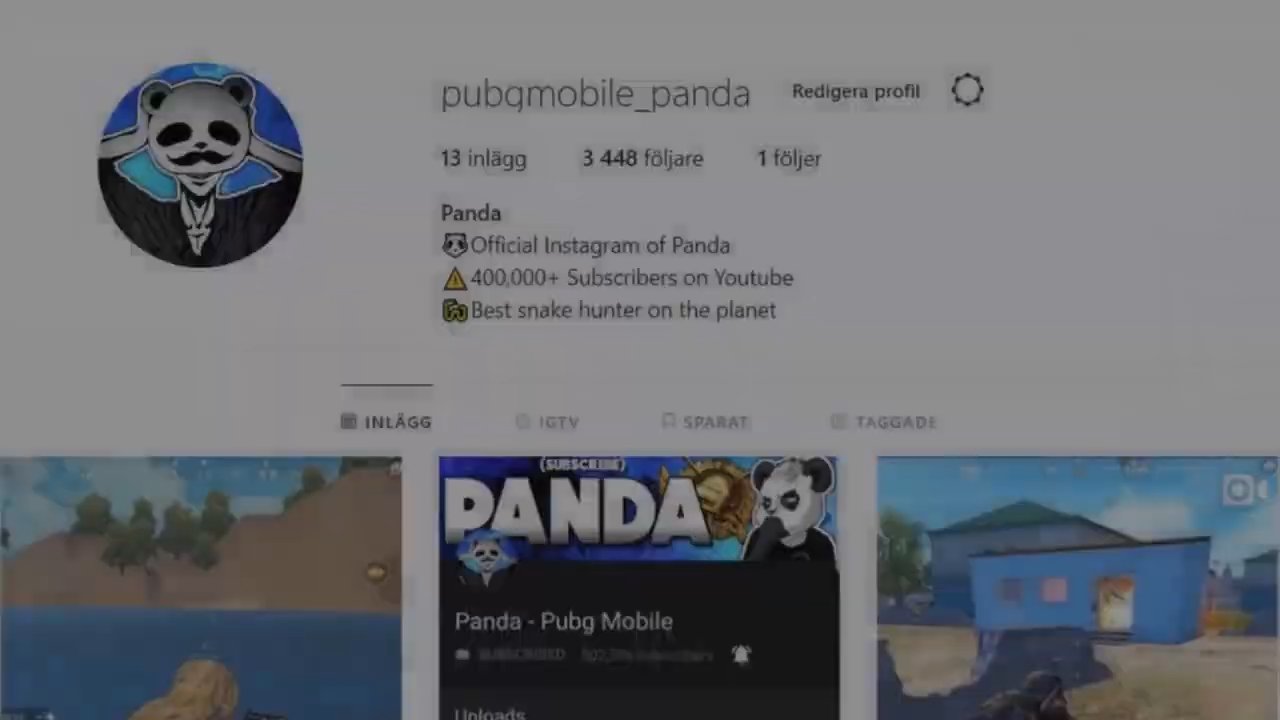 pubgmobile_panda Redigera profil
13 inlägg 3 448 följare 1 följer
Panda
Official Instagram of Panda
400,000+ Subscribers on Youtube
Best snake hunter on the planet
INLÄGG IGTV SPARAT TAGGADE
(SUBSCRIBE)
PANDA
Panda - Pubg Mobile
SUBSCRIBED
Uploads